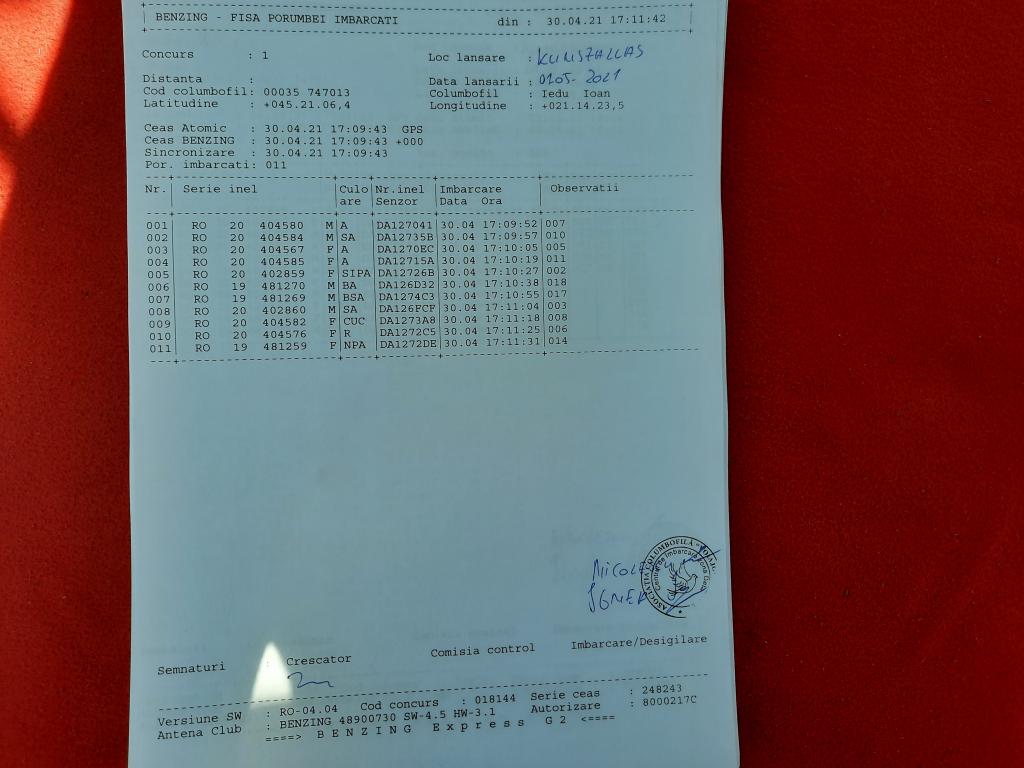 BENZING - FISA PORUMBEI IMBARCATI din : 30.04.21 17:11:42
Concurs : 1 Loc lansare : KUNSZALLAS
Distanta : Data lansarii : 01.05-2021
Cod columbofil: 00035 747013 Columbofil : Iedu Ioan
Latitudine : +045.21.06,4 Longitudine : +021.14.23,5
Ceas Atomic : 30.04.21 17:09:43 GPS
Ceas BENZING : 30.04.21 17:09:43 +000
Sincronizare : 30.04.21 17:09:43
Por. imbarcati: 011
Nr. Serie inel Culo Nr.inel Imbarcare Observatii
are Senzor Data Ora
001 RO 20 404580 M A DA127041 30.04 17:09:52 007
002 RO 20 404584 M SA DA12735B 30.04 17:09:57 010
003 RO 20 404567 F A DA1270EC 30.04 17:10:05 005
004 RO 20 404585 F A DA12715A 30.04 17:10:19 011
005 RO 20 402859 F SIPA DA12726B 30.04 17:10:27 002
006 RO 19 481270 M BA DA126D32 30.04 17:10:38 018
007 RO 19 481269 M BSA DA1274C3 30.04 17:10:55 017
008 RO 20 402860 M SA DA126FCF 30.04 17:11:04 003
009 RO 20 404582 F CUC DA1273A8 30.04 17:11:18 008
010 RO 20 404576 F R DA1272C5 30.04 17:11:25 006
011 RO 19 481259 F NPA DA1272DE 30.04 17:11:31 014
ASOCIATIA COLUMBOFILĂ
Centrul de Imbarcare
Semnaturi : Crescator Comisia control Imbarcare/Desigilare
Versiune SW : RO-04.04 Cod concurs : 018144 Serie ceas : 248243
Antena Club : BENZING 48900730 SW-4.5 HW-3.1 Autorizare : 8000217C
====> BENZING Express G2 <====